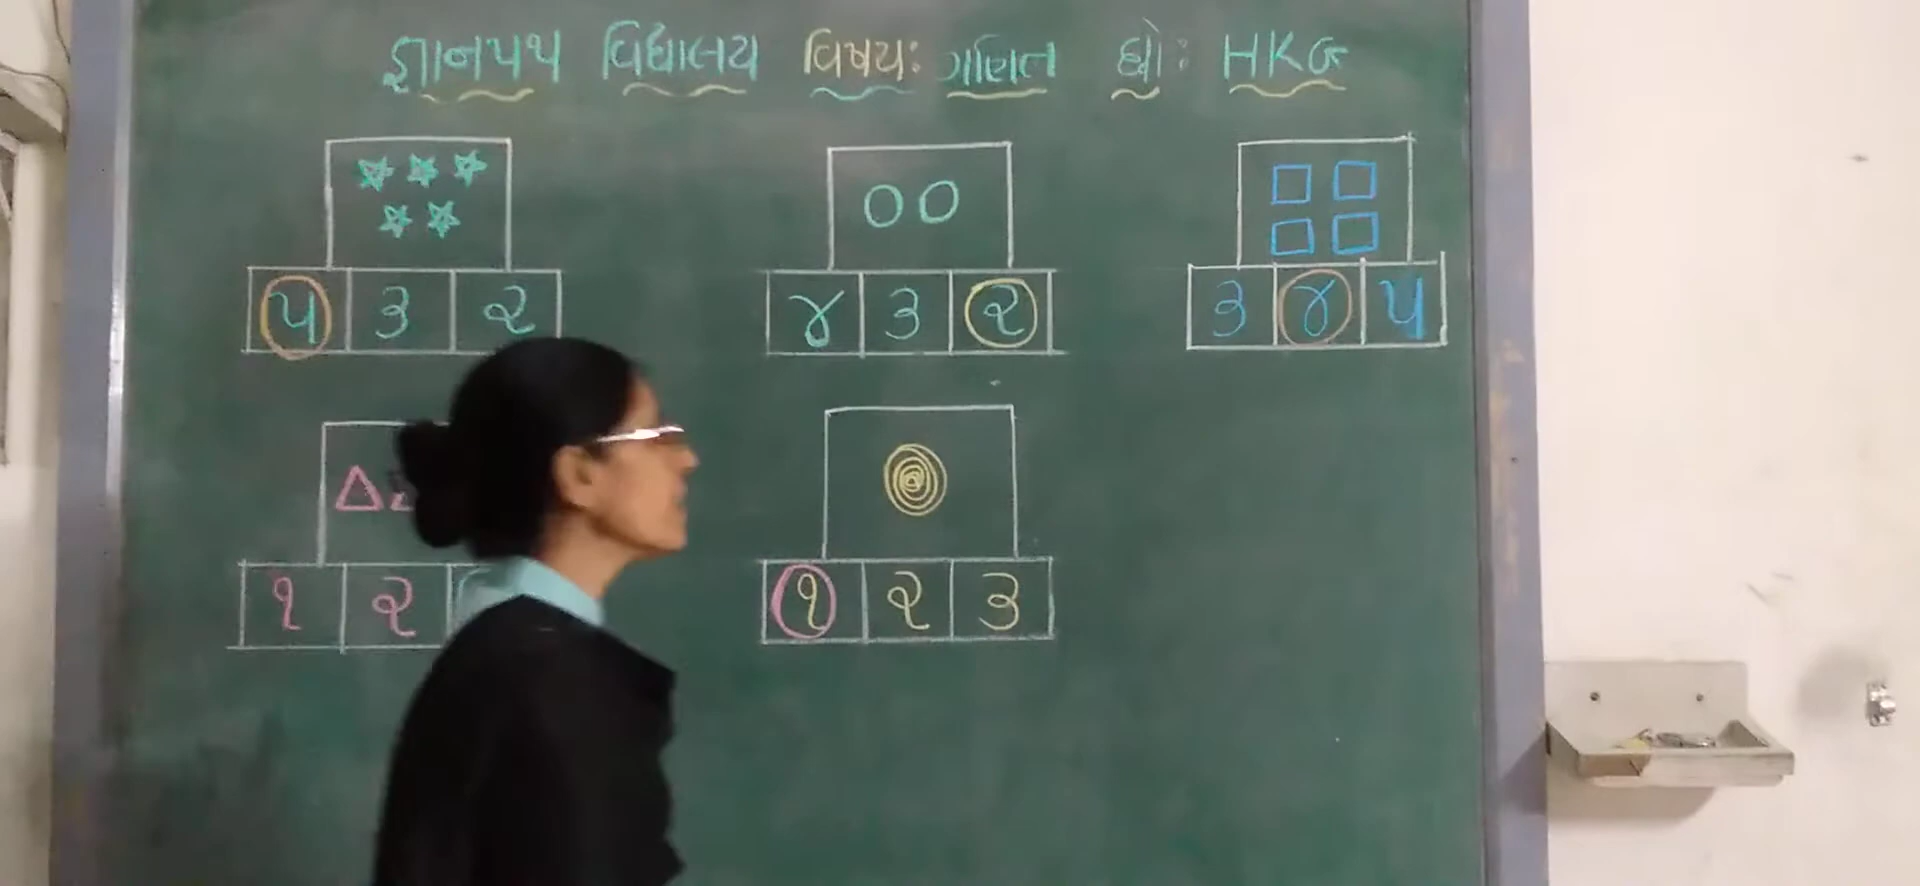 જ્ઞાનપથ વિદ્યાલય વિષયઃ ગણિત ધોઃ HKG
૫ ૩ ૨
૪ ૩ ૨
૩ ૪ ૫
૧ ૨
૧ ૨ ૩